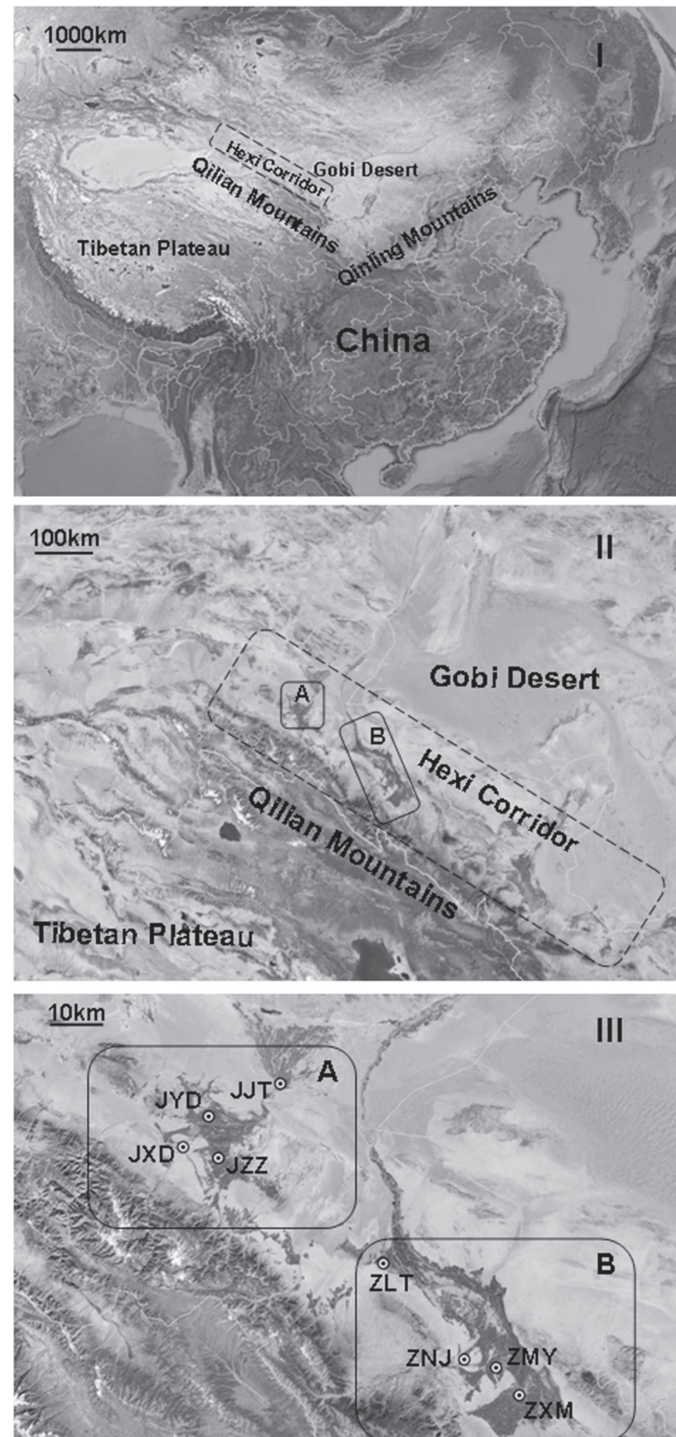 1000km
I
Hexi Corridor
Gobi Desert
Qilian Mountains
Qinling Mountains
Tibetan Plateau
China
100km
II
Gobi Desert
A
B
Hexi Corridor
Qilian Mountains
Tibetan Plateau
10km
III
A
JJT
JYD
JXD
JZZ
B
ZLT
ZNJ
ZMY
ZXM